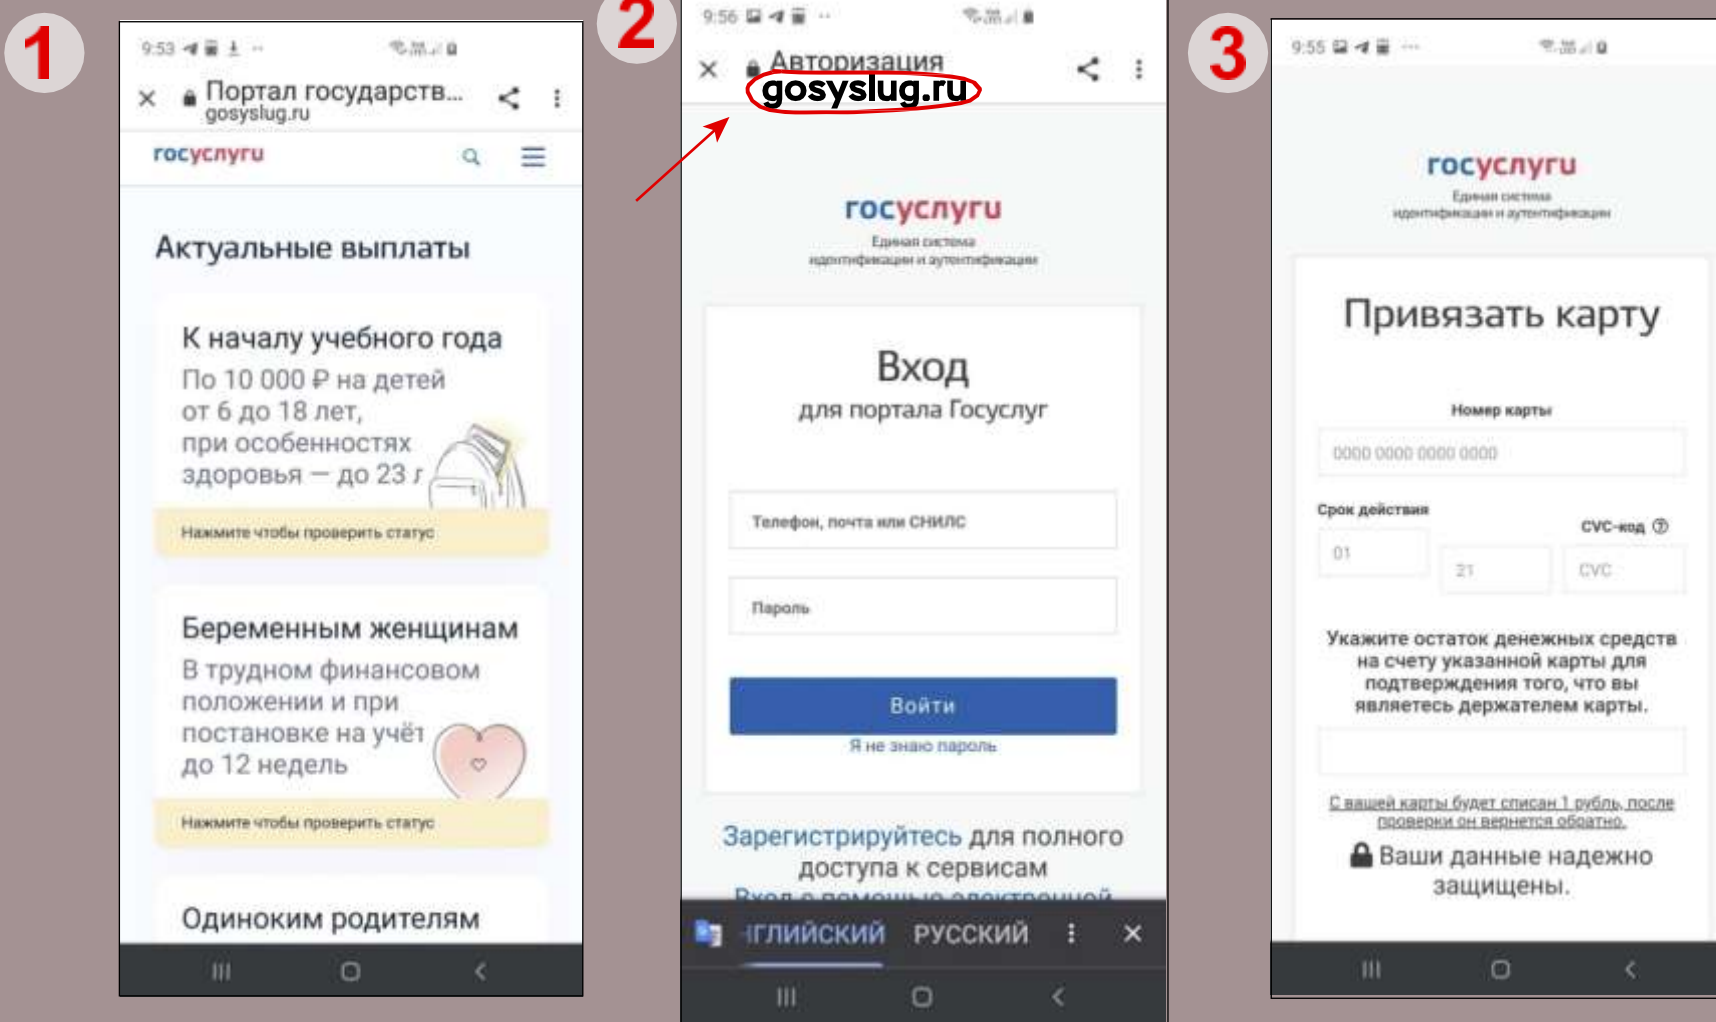 1
9:53
Портал государств...
gosyslug.ru
госуслуги
Актуальные выплаты
К началу учебного года
По 10 000 ₽ на детей
от 6 до 18 лет,
при особенностях
здоровья — до 23 л
Нажмите чтобы проверить статус
Беременным женщинам
В трудном финансовом
положении и при
постановке на учёт
до 12 недель
Нажмите чтобы проверить статус
Одиноким родителям
2
9:56
Авторизация
gosyslug.ru
госуслуги
Единая система
идентификации и аутентификации
Вход
для портала Госуслуг
Телефон, почта или СНИЛС
Пароль
Войти
Я не знаю пароль
Зарегистрируйтесь для полного
доступа к сервисам
Вход с помощью электронной
НГЛИЙСКИЙ РУССКИЙ
3
9:55
госуслуги
Единая система
идентификации и аутентификации
Привязать карту
Номер карты
0000 0000 0000 0000
Срок действия
CVC-код
01
21
CVC
Укажите остаток денежных средств
на счету указанной карты для
подтверждения того, что вы
являетесь держателем карты.
С вашей карты будет списан 1 рубль, после
проверки он вернется обратно.
Ваши данные надежно
защищены.